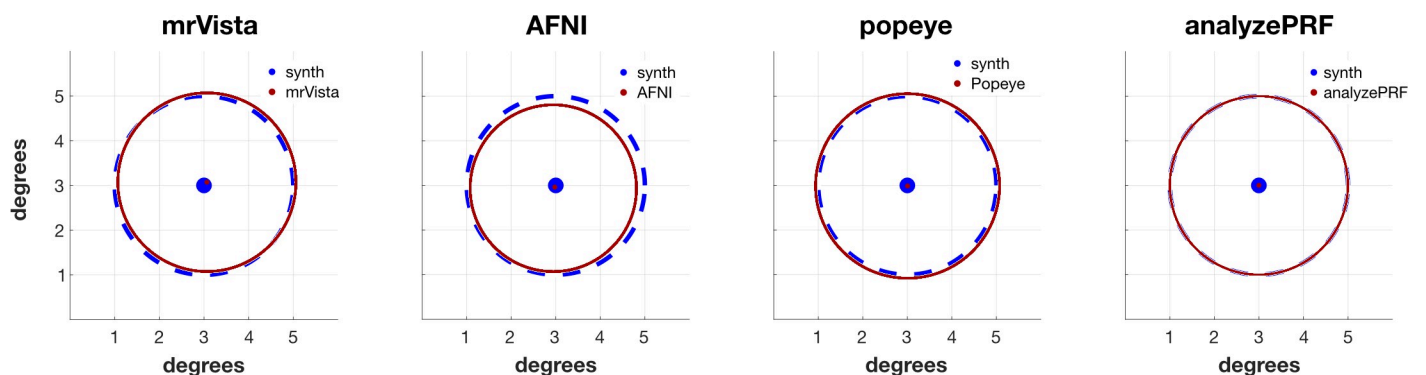 mrVista
AFNI
popeye
analyzePRF
synth
mrVista
synth
AFNI
synth
Popeye
synth
analyzePRF
degrees
5
4
3
2
1
1 2 3 4 5
1 2 3 4 5
1 2 3 4 5
1 2 3 4 5
degrees
degrees
degrees
degrees